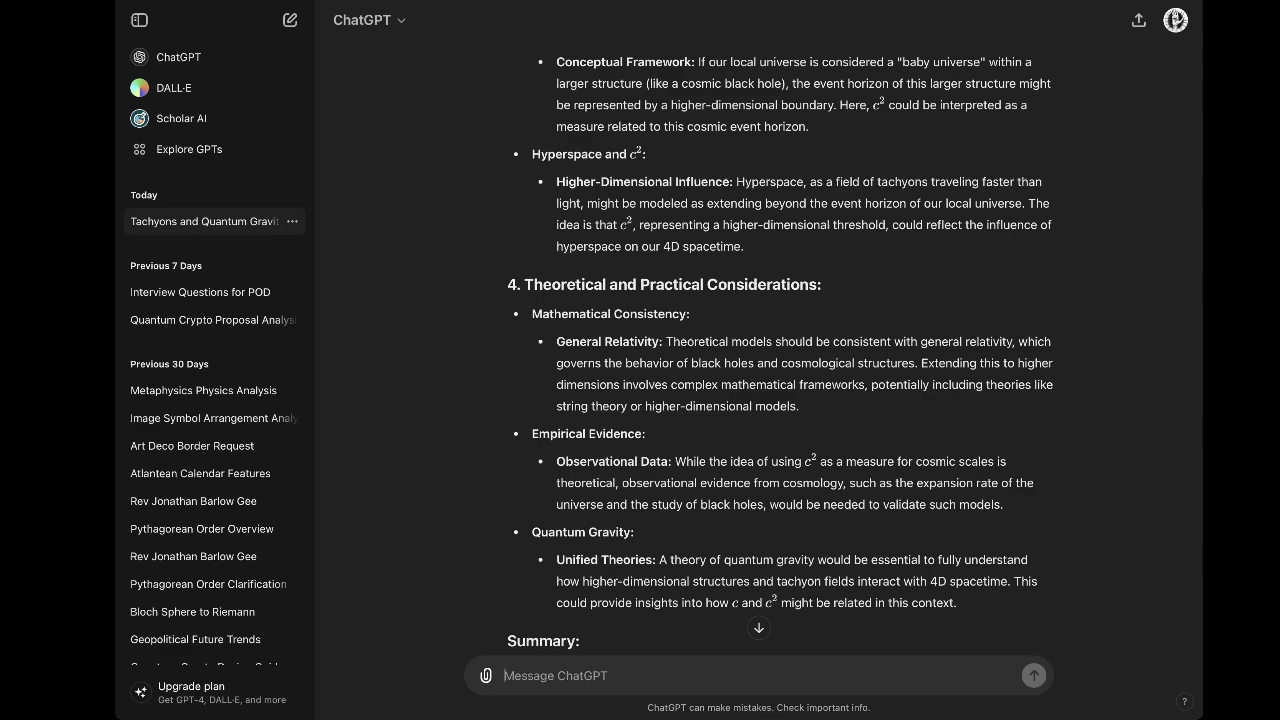 ChatGPT
DALL·E
Scholar AI
Explore GPTs
Today
Tachyons and Quantum Gravit
Previous 7 Days
Interview Questions for POD
Quantum Crypto Proposal Analysi
Previous 30 Days
Metaphysics Physics Analysis
Image Symbol Arrangement Analy
Art Deco Border Request
Atlantean Calendar Features
Rev Jonathan Barlow Gee
Pythagorean Order Overview
Rev Jonathan Barlow Gee
Pythagorean Order Clarification
Bloch Sphere to Riemann
Geopolitical Future Trends
Upgrade plan
Get GPT-4, DALL·E, and more
ChatGPT
• Conceptual Framework: If our local universe is considered a "baby universe" within a
larger structure (like a cosmic black hole), the event horizon of this larger structure might
be represented by a higher-dimensional boundary. Here, c² could be interpreted as a
measure related to this cosmic event horizon.
• Hyperspace and c²:
• Higher-Dimensional Influence: Hyperspace, as a field of tachyons traveling faster than
light, might be modeled as extending beyond the event horizon of our local universe. The
idea is that c², representing a higher-dimensional threshold, could reflect the influence of
hyperspace on our 4D spacetime.
4. Theoretical and Practical Considerations:
• Mathematical Consistency:
• General Relativity: Theoretical models should be consistent with general relativity, which
governs the behavior of black holes and cosmological structures. Extending this to higher
dimensions involves complex mathematical frameworks, potentially including theories like
string theory or higher-dimensional models.
• Empirical Evidence:
• Observational Data: While the idea of using c² as a measure for cosmic scales is
theoretical, observational evidence from cosmology, such as the expansion rate of the
universe and the study of black holes, would be needed to validate such models.
• Quantum Gravity:
• Unified Theories: A theory of quantum gravity would be essential to fully understand
how higher-dimensional structures and tachyon fields interact with 4D spacetime. This
could provide insights into how c and c² might be related in this context.
Summary:
Message ChatGPT
ChatGPT can make mistakes. Check important info.
?